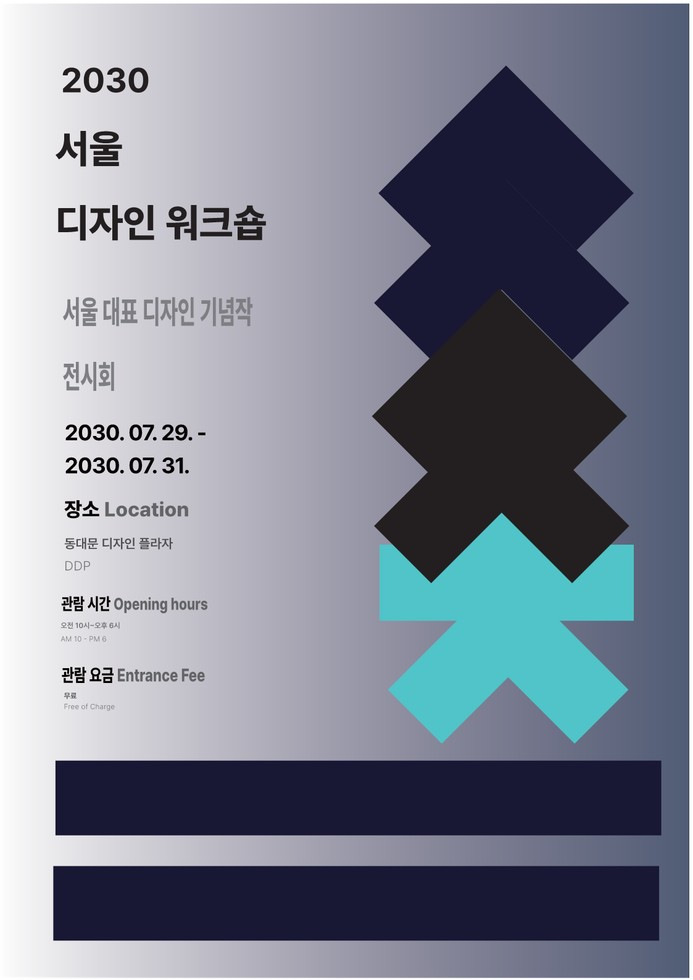 2030
서울
디자인 워크숍
서울 대표 디자인 기념작
전시회
2030. 07. 29. -
2030. 07. 31.
장소 Location
동대문 디자인 플라자
DDP
관람 시간 Opening hours
오전 10시-오후 6시
AM 10 - PM 6
관람 요금 Entrance Fee
무료
Free of Charge